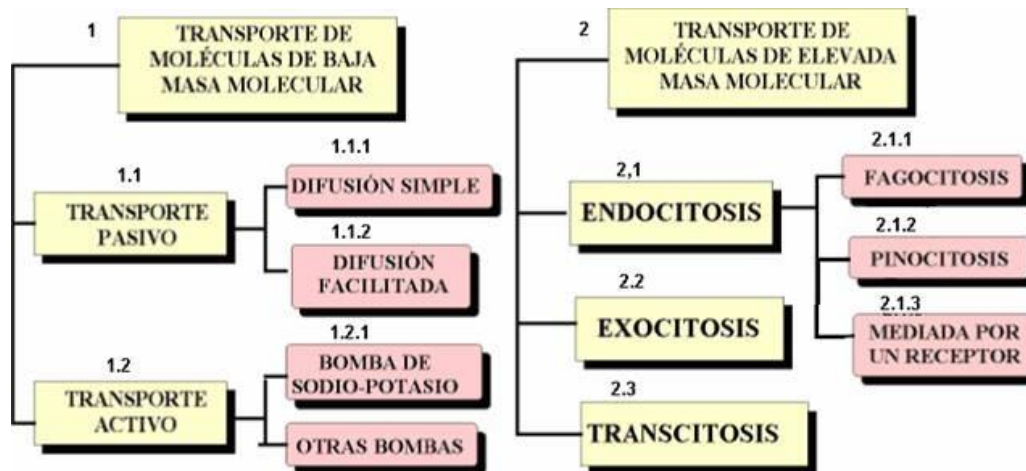 1
TRANSPORTE DE
MOLÉCULAS DE BAJA
MASA MOLECULAR
1.1
TRANSPORTE
PASIVO
1.1.1
DIFUSIÓN SIMPLE
1.1.2
DIFUSIÓN
FACILITADA
1.2
TRANSPORTE
ACTIVO
1.2.1
BOMBA DE
SODIO-POTASIO
OTRAS BOMBAS
2
TRANSPORTE DE
MOLÉCULAS DE ELEVADA
MASA MOLECULAR
2,1
ENDOCITOSIS
2.1.1
FAGOCITOSIS
2.1.2
PINOCITOSIS
2.1.3
MEDIADA POR
UN RECEPTOR
2.2
EXOCITOSIS
2.3
TRANSCITOSIS